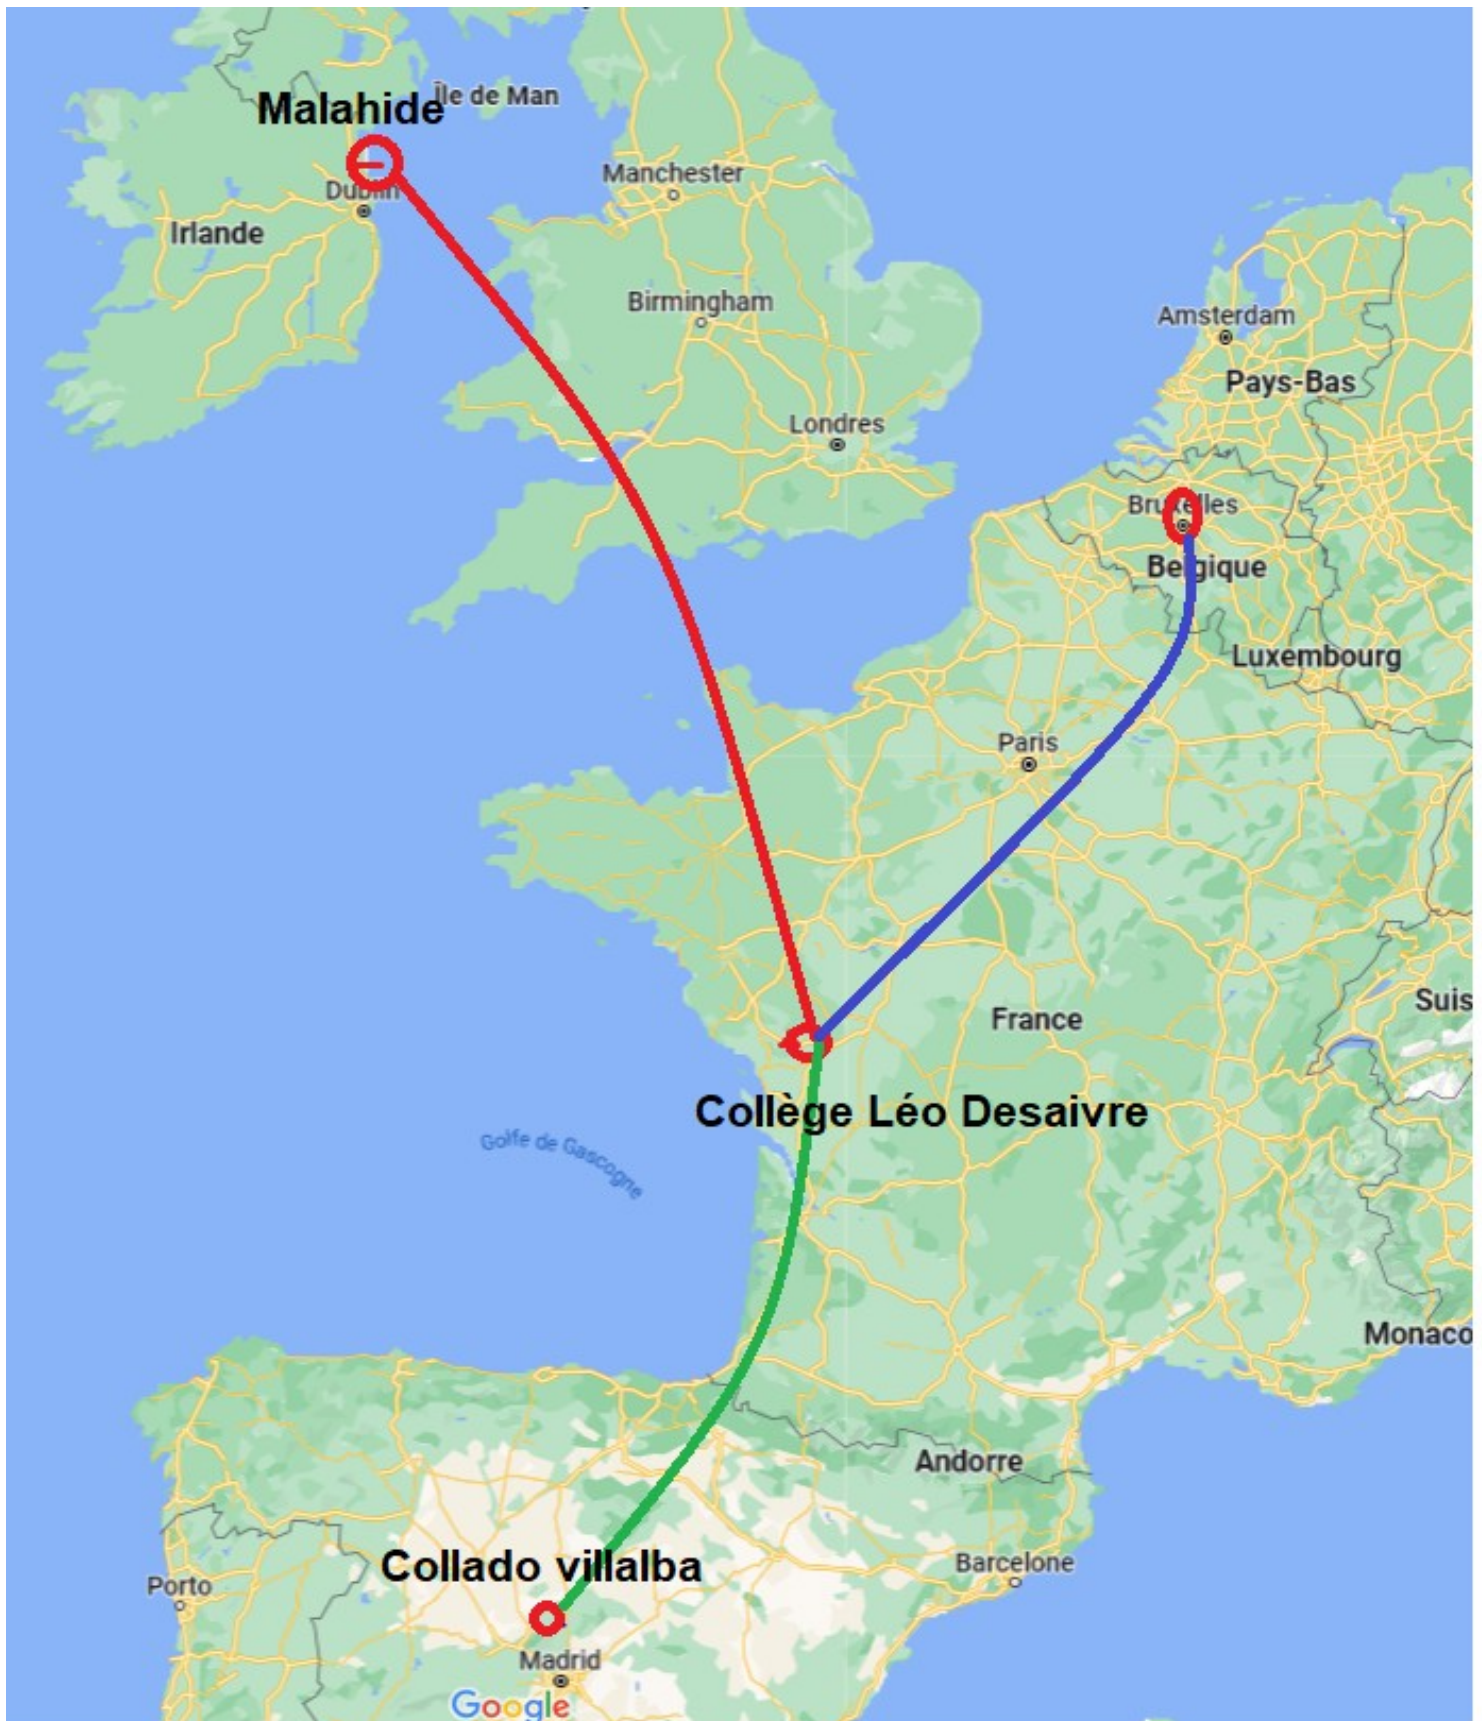 Île de Man
Malahide
Manchester
Dublin
Irlande
Birmingham
Amsterdam
Pays-Bas
Londres
Bruxelles
Belgique
Luxembourg
Paris
Suis
France
Collège Léo Desaivre
Golfe de Gascogne
Monaco
Andorre
Collado villalba
Barcelone
Porto
Madrid
Google